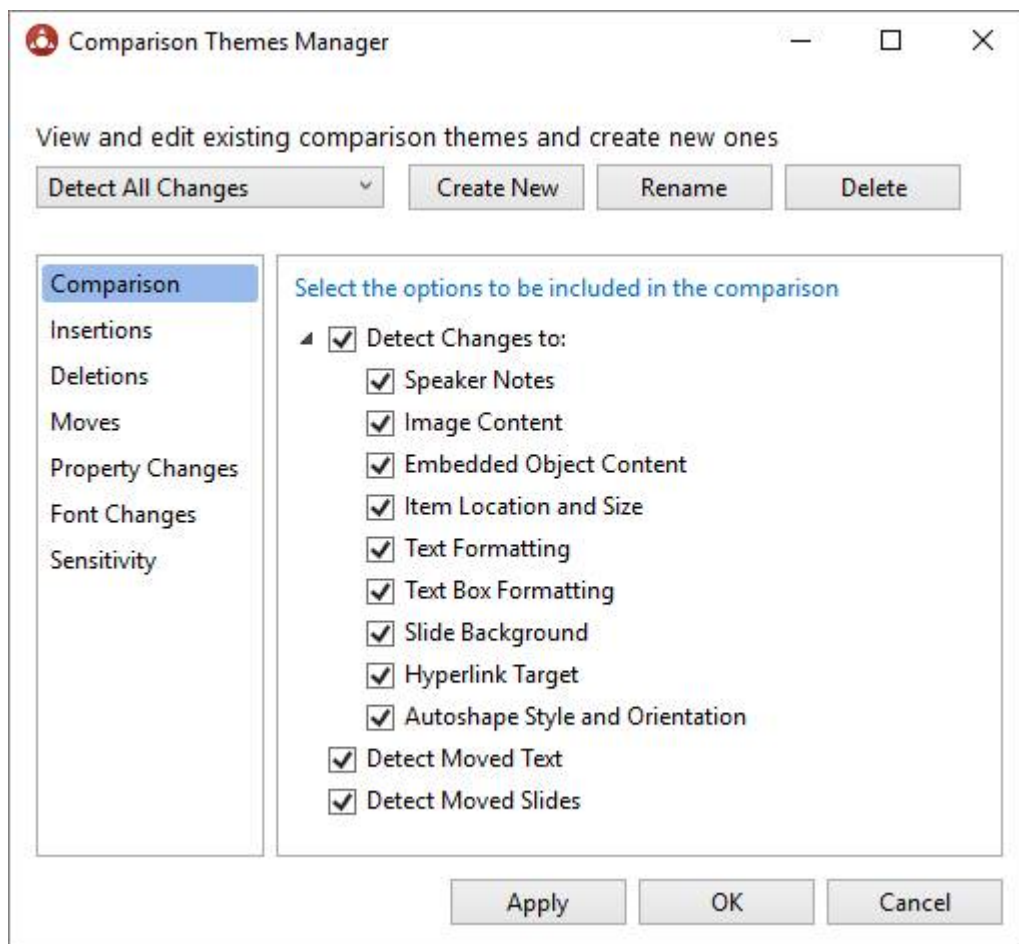 Comparison Themes Manager
View and edit existing comparison themes and create new ones
Detect All Changes Create New Rename Delete
Comparison
Insertions
Deletions
Moves
Property Changes
Font Changes
Sensitivity
Select the options to be included in the comparison
Detect Changes to:
Speaker Notes
Image Content
Embedded Object Content
Item Location and Size
Text Formatting
Text Box Formatting
Slide Background
Hyperlink Target
Autoshape Style and Orientation
Detect Moved Text
Detect Moved Slides
Apply OK Cancel